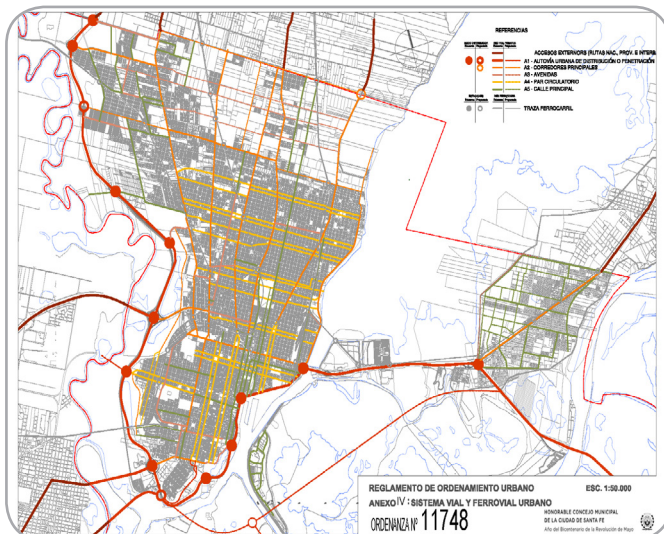 REFERENCIAS
ACCESOS EXTERNORS (RUTAS NAC., PROV. E INTERB
A1 - AUTOVÍA URBANA DE DISTRIBUCIÓN O PENETRACIÓN
A2 - CORREDORES PRINCIPALES
A3 - AVENIDAS
A4 - PAR CIRCULATORIO
A5 - CALLE PRINCIPAL
TRAZA FERROCARRIL
REGLAMENTO DE ORDENAMIENTO URBANO
ESC. 1:50.000
ANEXO IV : SISTEMA VIAL Y FERROVIAL URBANO
ORDENANZA Nº 11748
HONORABLE CONCEJO MUNICIPAL
DE LA CIUDAD DE SANTA FE
Año del Bicentenario de la Revolución de Mayo